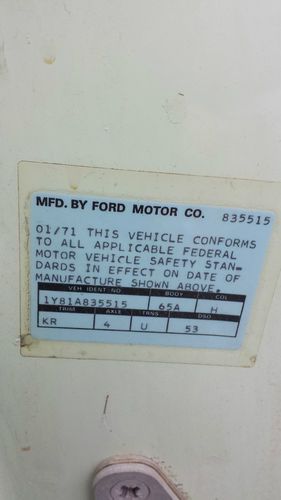 MFD. BY FORD MOTOR CO. 835515
01/71 THIS VEHICLE CONFORMS
TO ALL APPLICABLE FEDERAL
MOTOR VEHICLE SAFETY STAN-
DARDS IN EFFECT ON DATE OF
MANUFACTURE SHOWN ABOVE.
VEH IDENT NO BODY COL
1Y81A835515 65A H
TRIM AXLE TRNS DSO
KR 4 U 53